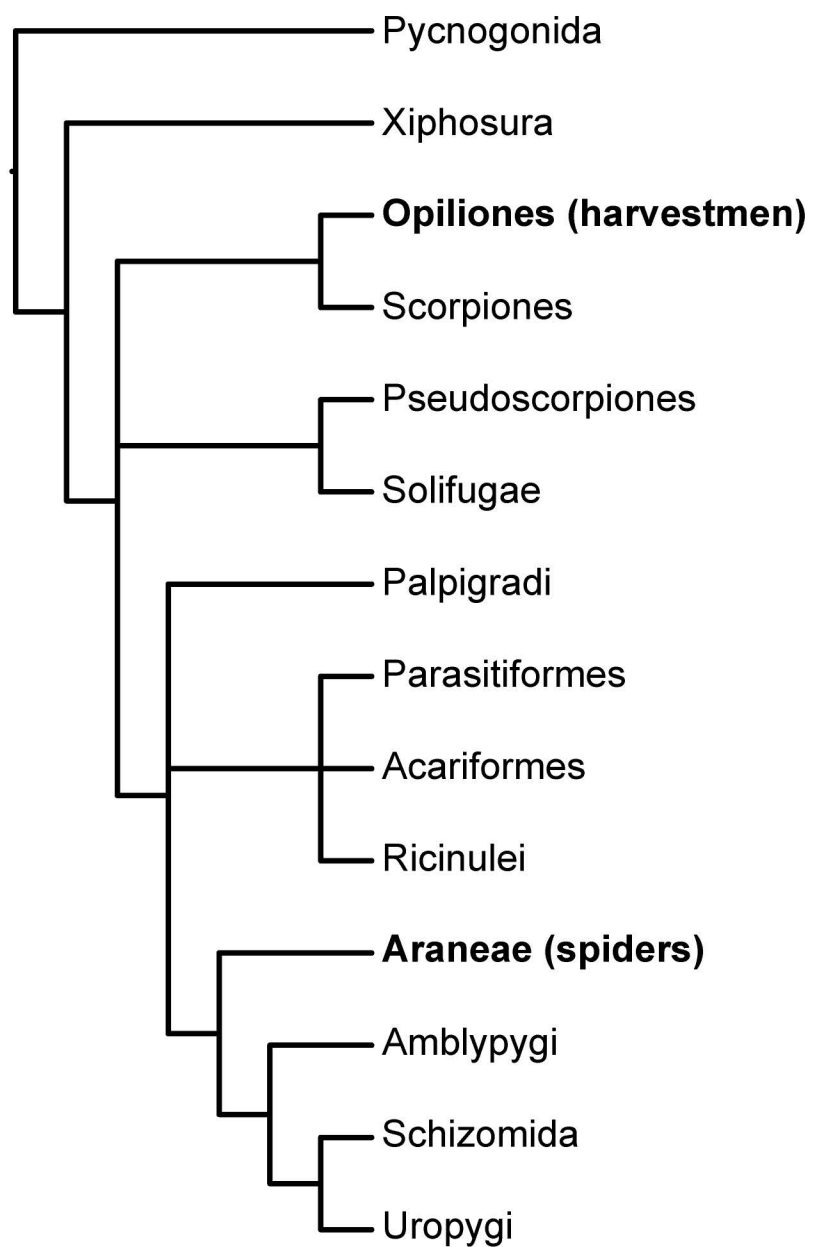 Pycnogonida
Xiphosura
Opiliones (harvestmen)
Scorpiones
Pseudoscorpiones
Solifugae
Palpigradi
Parasitiformes
Acariformes
Ricinulei
Araneae (spiders)
Amblypygi
Schizomida
Uropygi